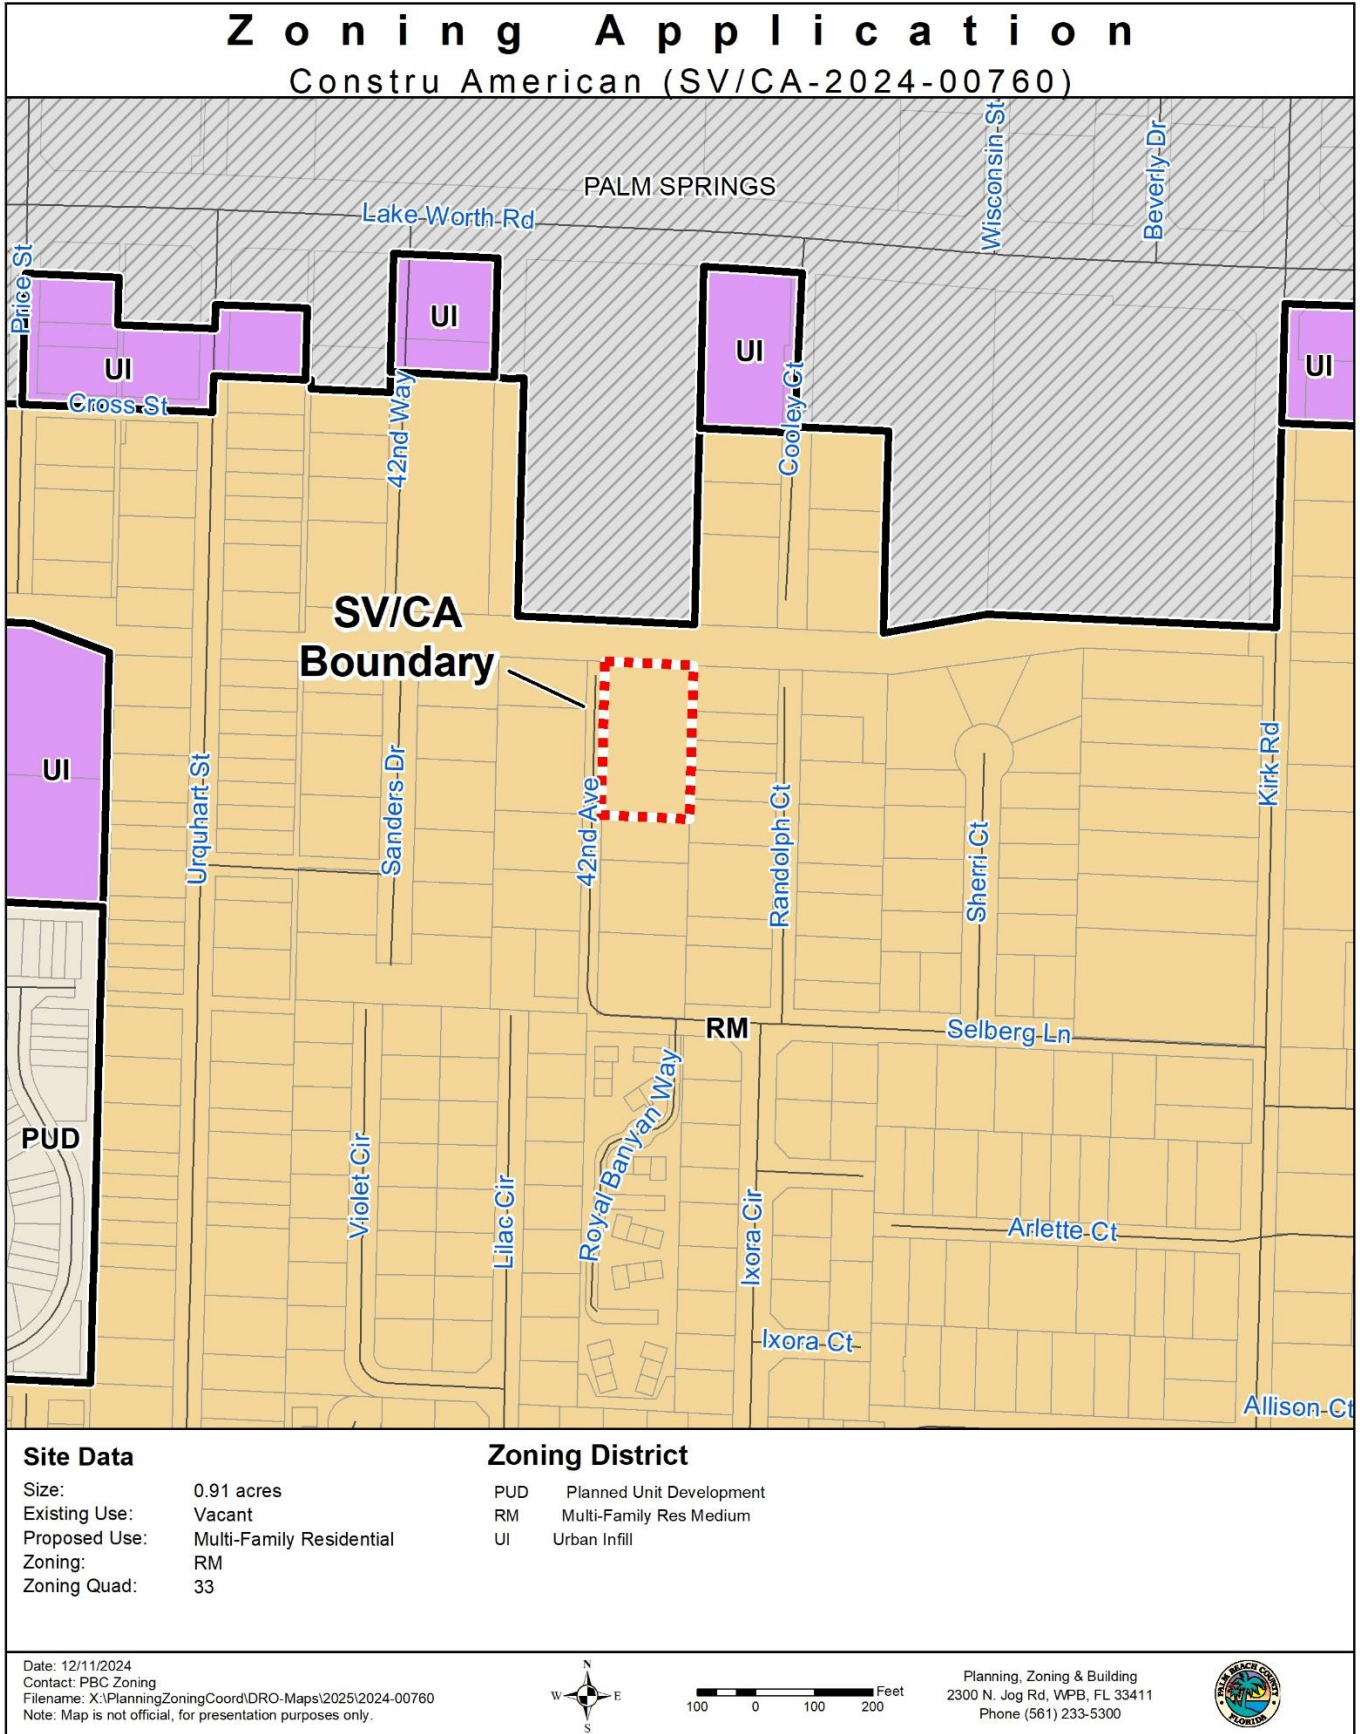 Zoning Application
Constru American (SV/CA-2024-00760)
Wisconsin St
Beverly Dr
PALM SPRINGS
Lake Worth Rd
Price St
UI
UI
UI
UI
Cross St
42nd Way
Cooley Ct
SV/CA
Boundary
UI
Urquhart St
Sanders Dr
42nd Ave
Randolph Ct
Sherri Ct
Kirk Rd
RM
Selberg Ln
PUD
Violet Cir
Lilac Cir
Royal Banyan Way
Ixora Cir
Arlette Ct
Ixora Ct
Allison Ct
Site Data
Size: 0.91 acres
Existing Use: Vacant
Proposed Use: Multi-Family Residential
Zoning: RM
Zoning Quad: 33
Zoning District
PUD Planned Unit Development
RM Multi-Family Res Medium
UI Urban Infill
Date: 12/11/2024
Contact: PBC Zoning
Filename: X:\PlanningZoningCoord\DRO-Maps\2025\2024-00760
Note: Map is not official, for presentation purposes only.
N
W E
S
Feet
100 0 100 200
Planning, Zoning & Building
2300 N. Jog Rd, WPB, FL 33411
Phone (561) 233-5300
PALM BEACH COUNTY
FLORIDA